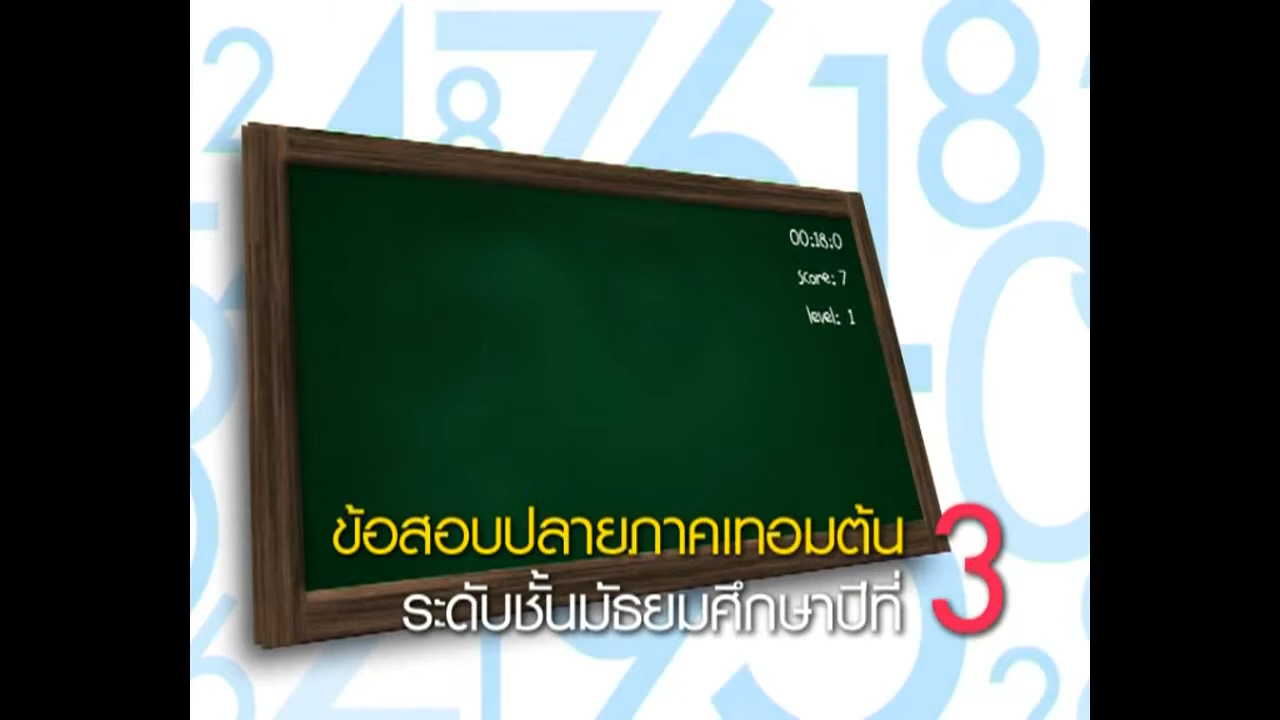 00:18:0
score: 7
level: 1
ข้อสอบปลายภาคเทอมต้น
ระดับชั้นมัธยมศึกษาปีที่ 3